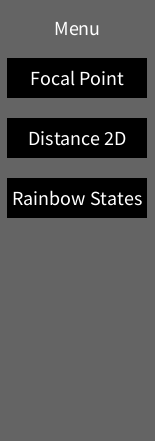 Menu
Focal Point
Distance 2D
Rainbow States